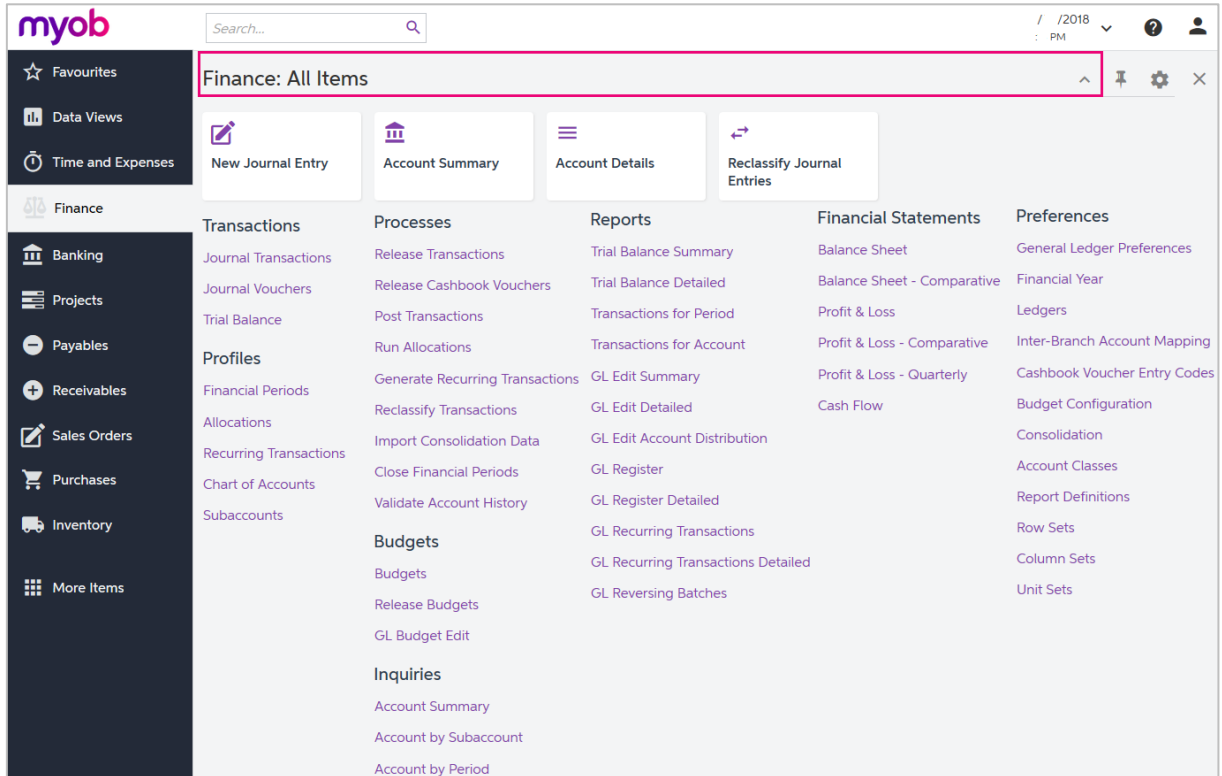 myob
Search...
/ /2018
: PM
Favourites
Data Views
Time and Expenses
Finance
Banking
Projects
Payables
Receivables
Sales Orders
Purchases
Inventory
More Items
Finance: All Items
New Journal Entry
Account Summary
Account Details
Reclassify Journal
Entries
Transactions
Journal Transactions
Journal Vouchers
Trial Balance
Profiles
Financial Periods
Allocations
Recurring Transactions
Chart of Accounts
Subaccounts
Processes
Release Transactions
Release Cashbook Vouchers
Post Transactions
Run Allocations
Generate Recurring Transactions
Reclassify Transactions
Import Consolidation Data
Close Financial Periods
Validate Account History
Budgets
Budgets
Release Budgets
GL Budget Edit
Inquiries
Account Summary
Account by Subaccount
Account by Period
Reports
Trial Balance Summary
Trial Balance Detailed
Transactions for Period
Transactions for Account
GL Edit Summary
GL Edit Detailed
GL Edit Account Distribution
GL Register
GL Register Detailed
GL Recurring Transactions
GL Recurring Transactions Detailed
GL Reversing Batches
Financial Statements
Balance Sheet
Balance Sheet - Comparative
Profit & Loss
Profit & Loss - Comparative
Profit & Loss - Quarterly
Cash Flow
Preferences
General Ledger Preferences
Financial Year
Ledgers
Inter-Branch Account Mapping
Cashbook Voucher Entry Codes
Budget Configuration
Consolidation
Account Classes
Report Definitions
Row Sets
Column Sets
Unit Sets